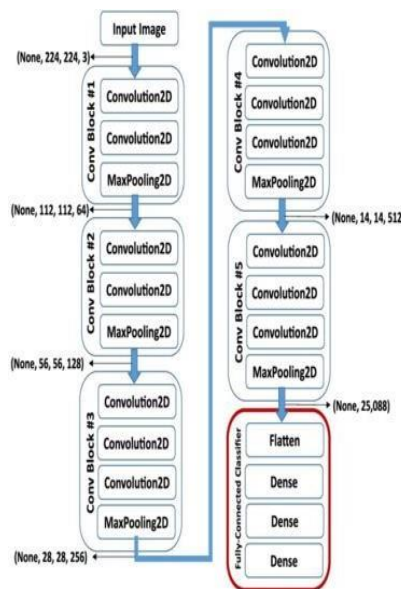 Input Image
(None, 224, 224, 3)
Conv Block #1
Convolution2D
Convolution2D
MaxPooling2D
(None, 112, 112, 64)
Conv Block #2
Convolution2D
Convolution2D
MaxPooling2D
(None, 56, 56, 128)
Conv Block #3
Convolution2D
Convolution2D
Convolution2D
MaxPooling2D
(None, 28, 28, 256)
Conv Block #4
Convolution2D
Convolution2D
Convolution2D
MaxPooling2D
(None, 14, 14, 512)
Conv Block #5
Convolution2D
Convolution2D
Convolution2D
MaxPooling2D
(None, 25,088)
Fully-Connected Classifier
Flatten
Dense
Dense
Dense